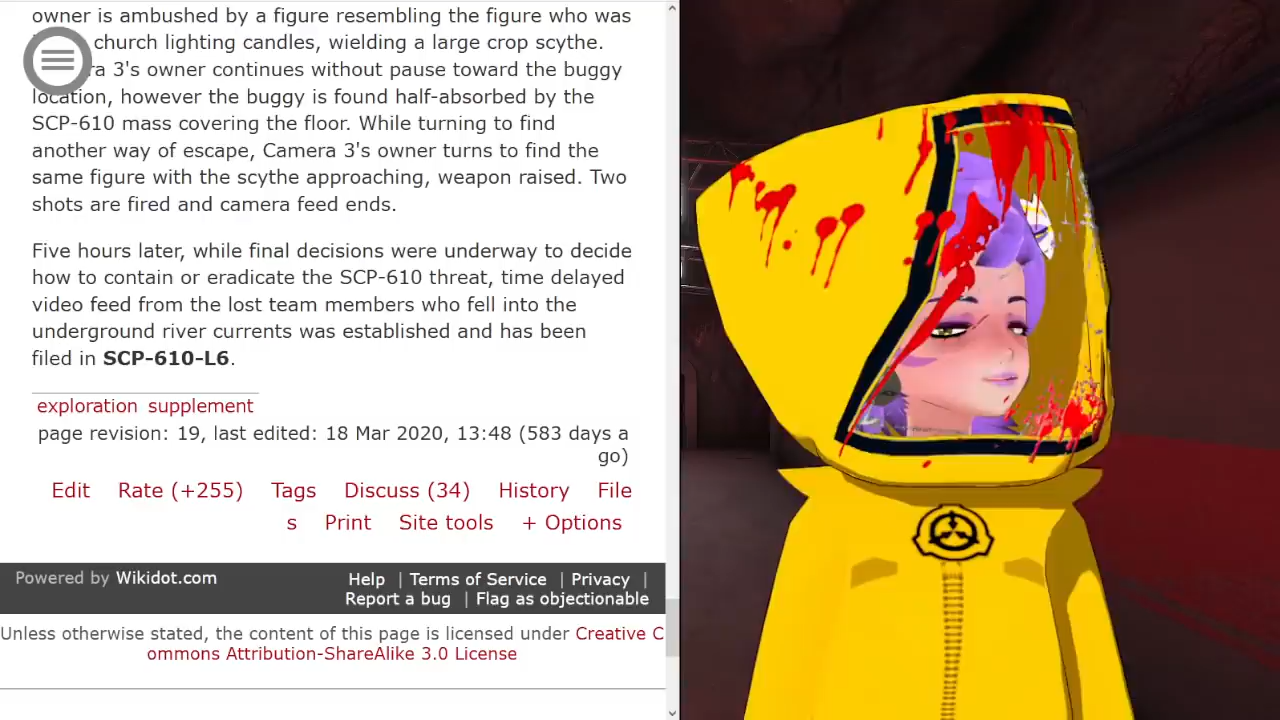 owner is ambushed by a figure resembling the figure who was
church lighting candles, wielding a large crop scythe.
3's owner continues without pause toward the buggy
location, however the buggy is found half-absorbed by the
SCP-610 mass covering the floor. While turning to find
another way of escape, Camera 3's owner turns to find the
same figure with the scythe approaching, weapon raised. Two
shots are fired and camera feed ends.
Five hours later, while final decisions were underway to decide
how to contain or eradicate the SCP-610 threat, time delayed
video feed from the lost team members who fell into the
underground river currents was established and has been
filed in SCP-610-L6.
exploration supplement
page revision: 19, last edited: 18 Mar 2020, 13:48 (583 days a
go)
Edit Rate (+255) Tags Discuss (34) History File
s Print Site tools + Options
Powered by Wikidot.com
Help | Terms of Service | Privacy |
Report a bug | Flag as objectionable
Unless otherwise stated, the content of this page is licensed under Creative C
ommons Attribution-ShareAlike 3.0 License